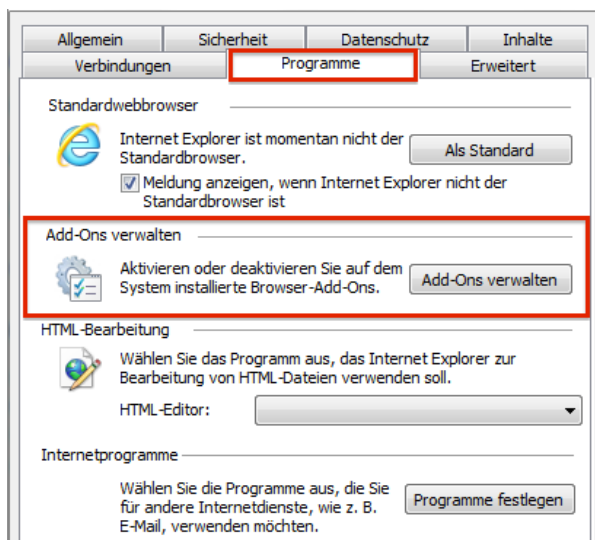 Allgemein Sicherheit Datenschutz Inhalte
Verbindungen Programme Erweitert
Standardwebbrowser
Internet Explorer ist momentan nicht der
Standardbrowser.
Als Standard
Meldung anzeigen, wenn Internet Explorer nicht der
Standardbrowser ist
Add-Ons verwalten
Aktivieren oder deaktivieren Sie auf dem
System installierte Browser-Add-Ons.
Add-Ons verwalten
HTML-Bearbeitung
Wählen Sie das Programm aus, das Internet Explorer zur
Bearbeitung von HTML-Dateien verwenden soll.
HTML-Editor:
Internetprogramme
Wählen Sie die Programme aus, die Sie
für andere Internetdienste, wie z. B.
E-Mail, verwenden möchten.
Programme festlegen